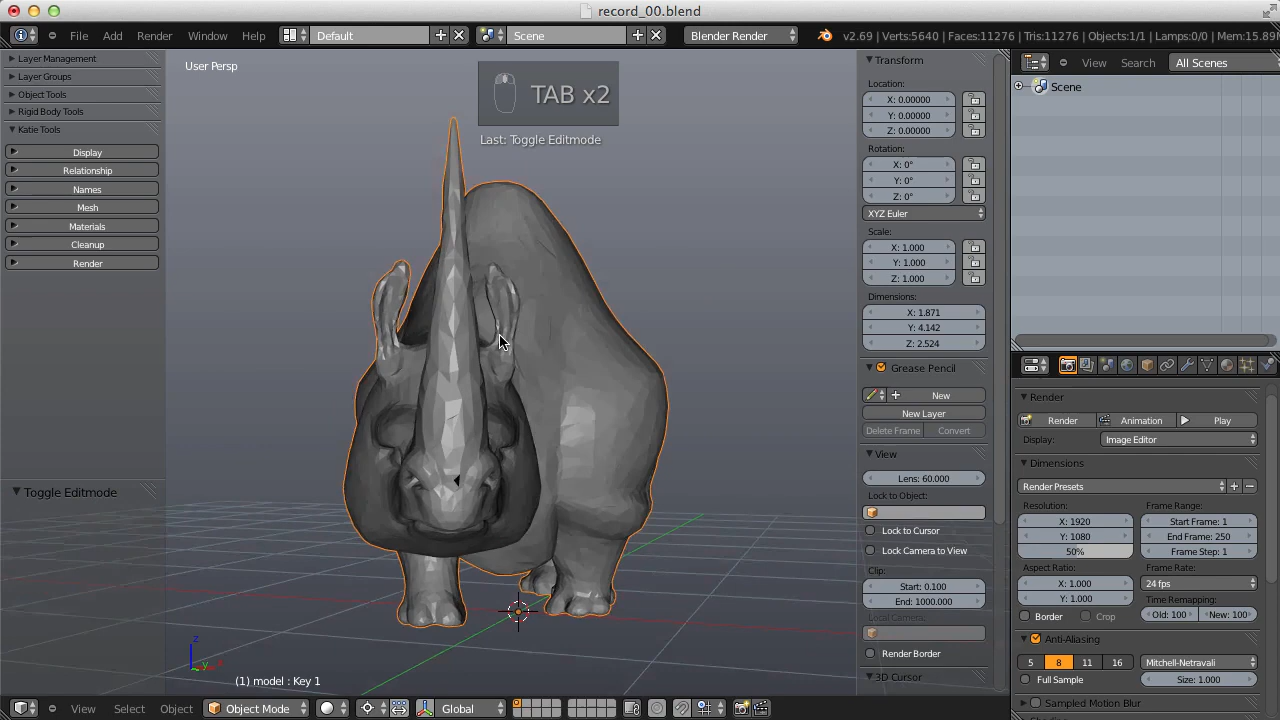 record_00.blend
File Add Render Window Help Default Scene Blender Render v2.69 | Verts:5640 | Faces:11276 | Tris:11276 | Objects:1/1 | Lamps:0/0 | Mem:15.89
Layer Management
Layer Groups
Object Tools
Rigid Body Tools
Katie Tools
Display
Relationship
Names
Mesh
Materials
Cleanup
Render
Toggle Editmode
User Persp
TAB x2
Last: Toggle Editmode
z
y
x
(1) model : Key 1
View Select Object Object Mode Global
Transform
Location:
X: 0.00000
Y: 0.00000
Z: 0.00000
Rotation:
X: 0°
Y: 0°
Z: 0°
XYZ Euler
Scale:
X: 1.000
Y: 1.000
Z: 1.000
Dimensions:
X: 1.871
Y: 4.142
Z: 2.524
Grease Pencil
New
New Layer
Delete Frame Convert
View
Lens: 60.000
Lock to Object:
Lock to Cursor
Lock Camera to View
Clip:
Start: 0.100
End: 1000.000
Local Camera:
Render Border
3D Cursor
View Search All Scenes
Scene
Render
Render Animation Play
Display: Image Editor
Dimensions
Render Presets
Resolution: Frame Range:
X: 1920 Start Frame: 1
Y: 1080 End Frame: 250
50% Frame Step: 1
Aspect Ratio: Frame Rate:
X: 1.000 24 fps
Y: 1.000 Time Remapping:
Border Crop Old: 100 New: 100
Anti-Aliasing
5 8 11 16 Mitchell-Netravali
Full Sample Size: 1.000
Sampled Motion Blur